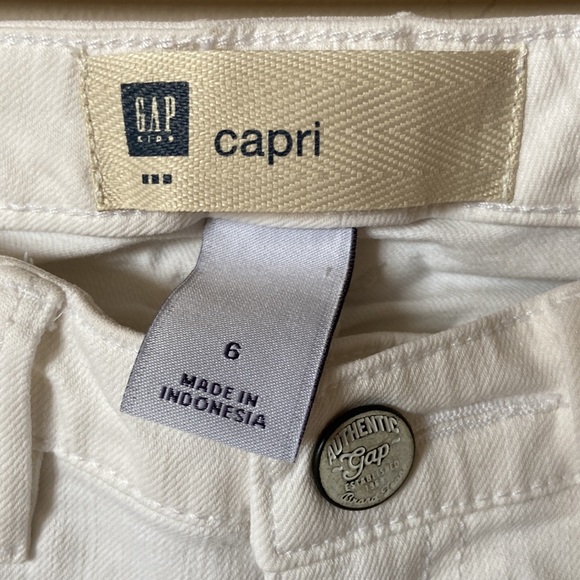 GAP
KIDS
capri
6
MADE IN
INDONESIA
AUTHENTIC
Gap